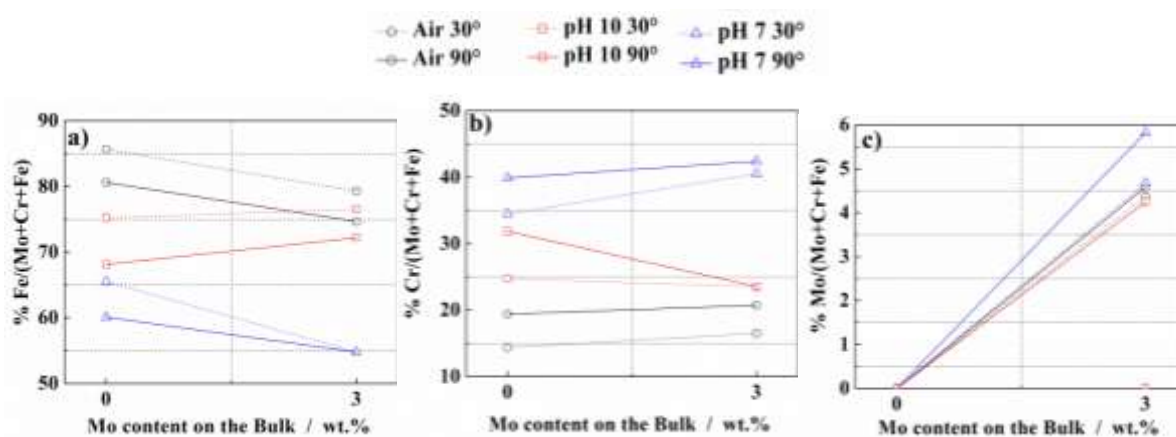 Air 30° pH 10 30° pH 7 30°
Air 90° pH 10 90° pH 7 90°
a)
% Fe/(Mo+Cr+Fe)
90
80
70
60
50
0 3
Mo content on the Bulk / wt.%
b)
% Cr/(Mo+Cr+Fe)
50
40
30
20
10
0 3
Mo content on the Bulk / wt.%
c)
% Mo/(Mo+Cr+Fe)
6
5
4
3
2
1
0
0 3
Mo content on the Bulk / wt.%